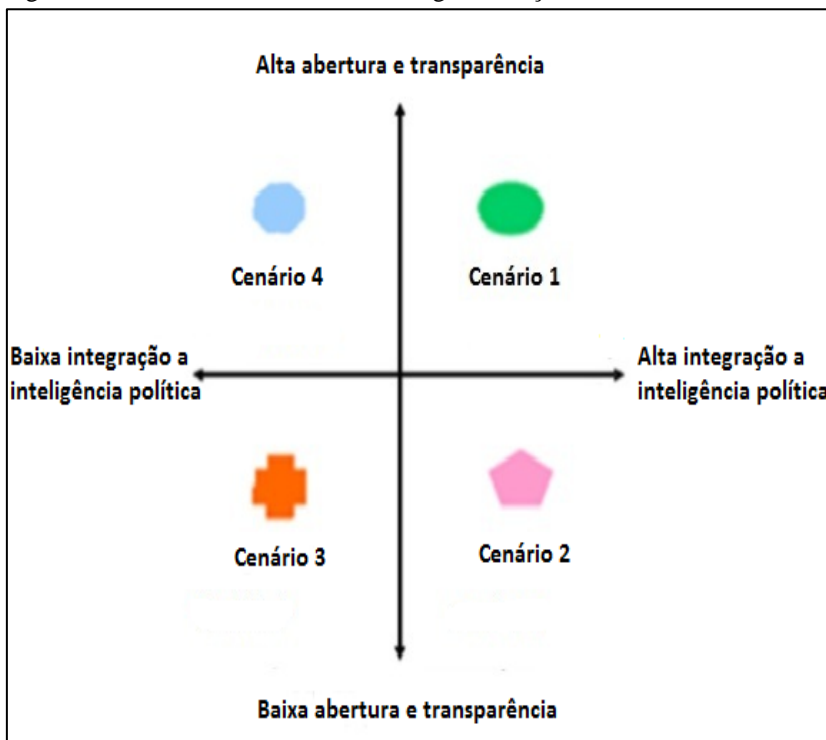 Alta abertura e transparência
Cenário 4
Cenário 1
Baixa integração a
inteligência política
Alta integração a
inteligência política
Cenário 3
Cenário 2
Baixa abertura e transparência